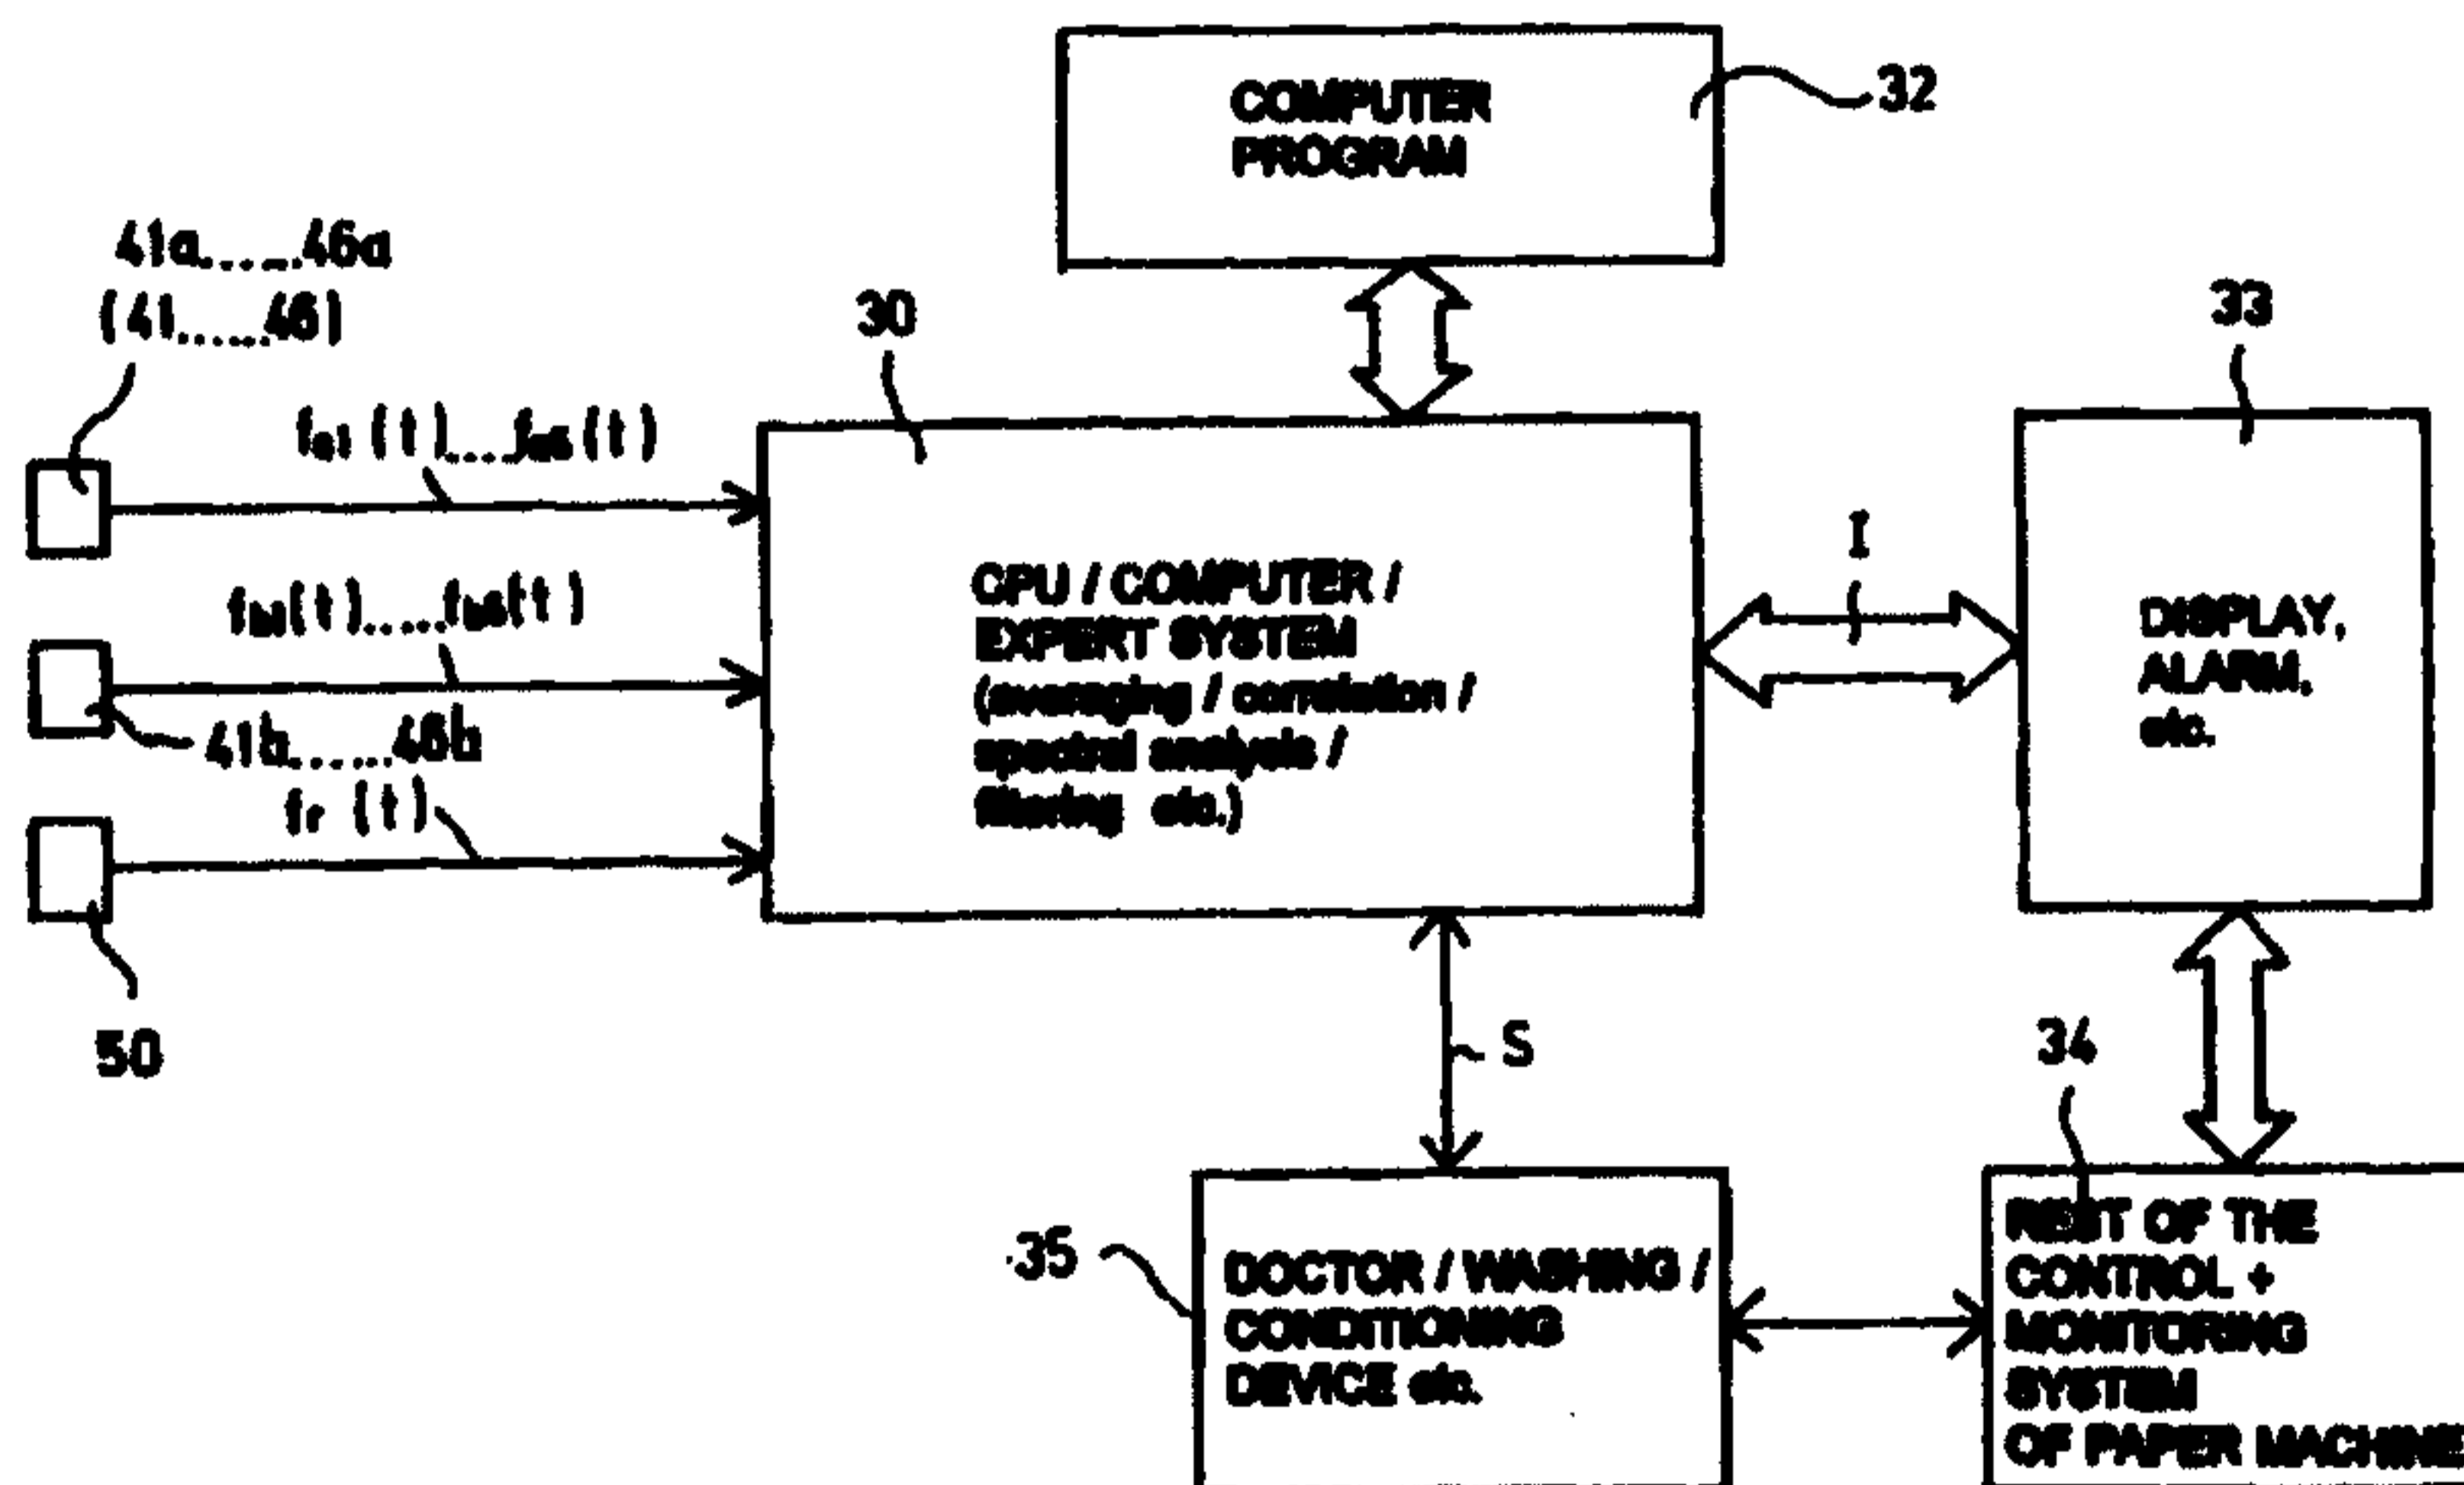 COMPUTER
PROGRAM
32
41a......46a
(41......46)
30
33
fa1 (t)....fa6 (t)
I
fb1(t)......fb6(t)
CPU / COMPUTER /
EXPERT SYSTEM
(averaging / correlation /
spectral analysis /
filtering etc.)
DISPLAY,
ALARM,
etc.
41b.......46b
fr (t)
50
S
34
35
DOCTOR / WASHING /
CONDITIONING
DEVICE etc.
REST OF THE
CONTROL +
MONITORING
SYSTEM
OF PAPER MACHINE